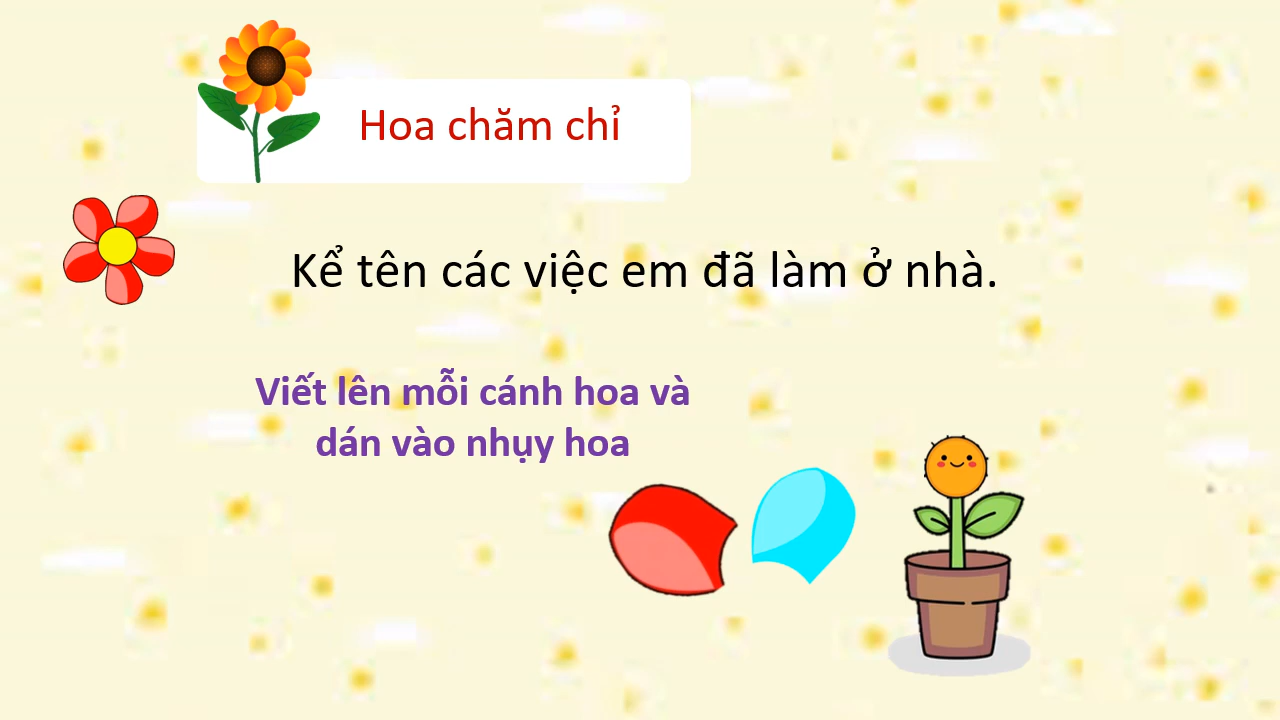 Hoa chăm chỉ
Kể tên các việc em đã làm ở nhà.
Viết lên mỗi cánh hoa và
dán vào nhụy hoa